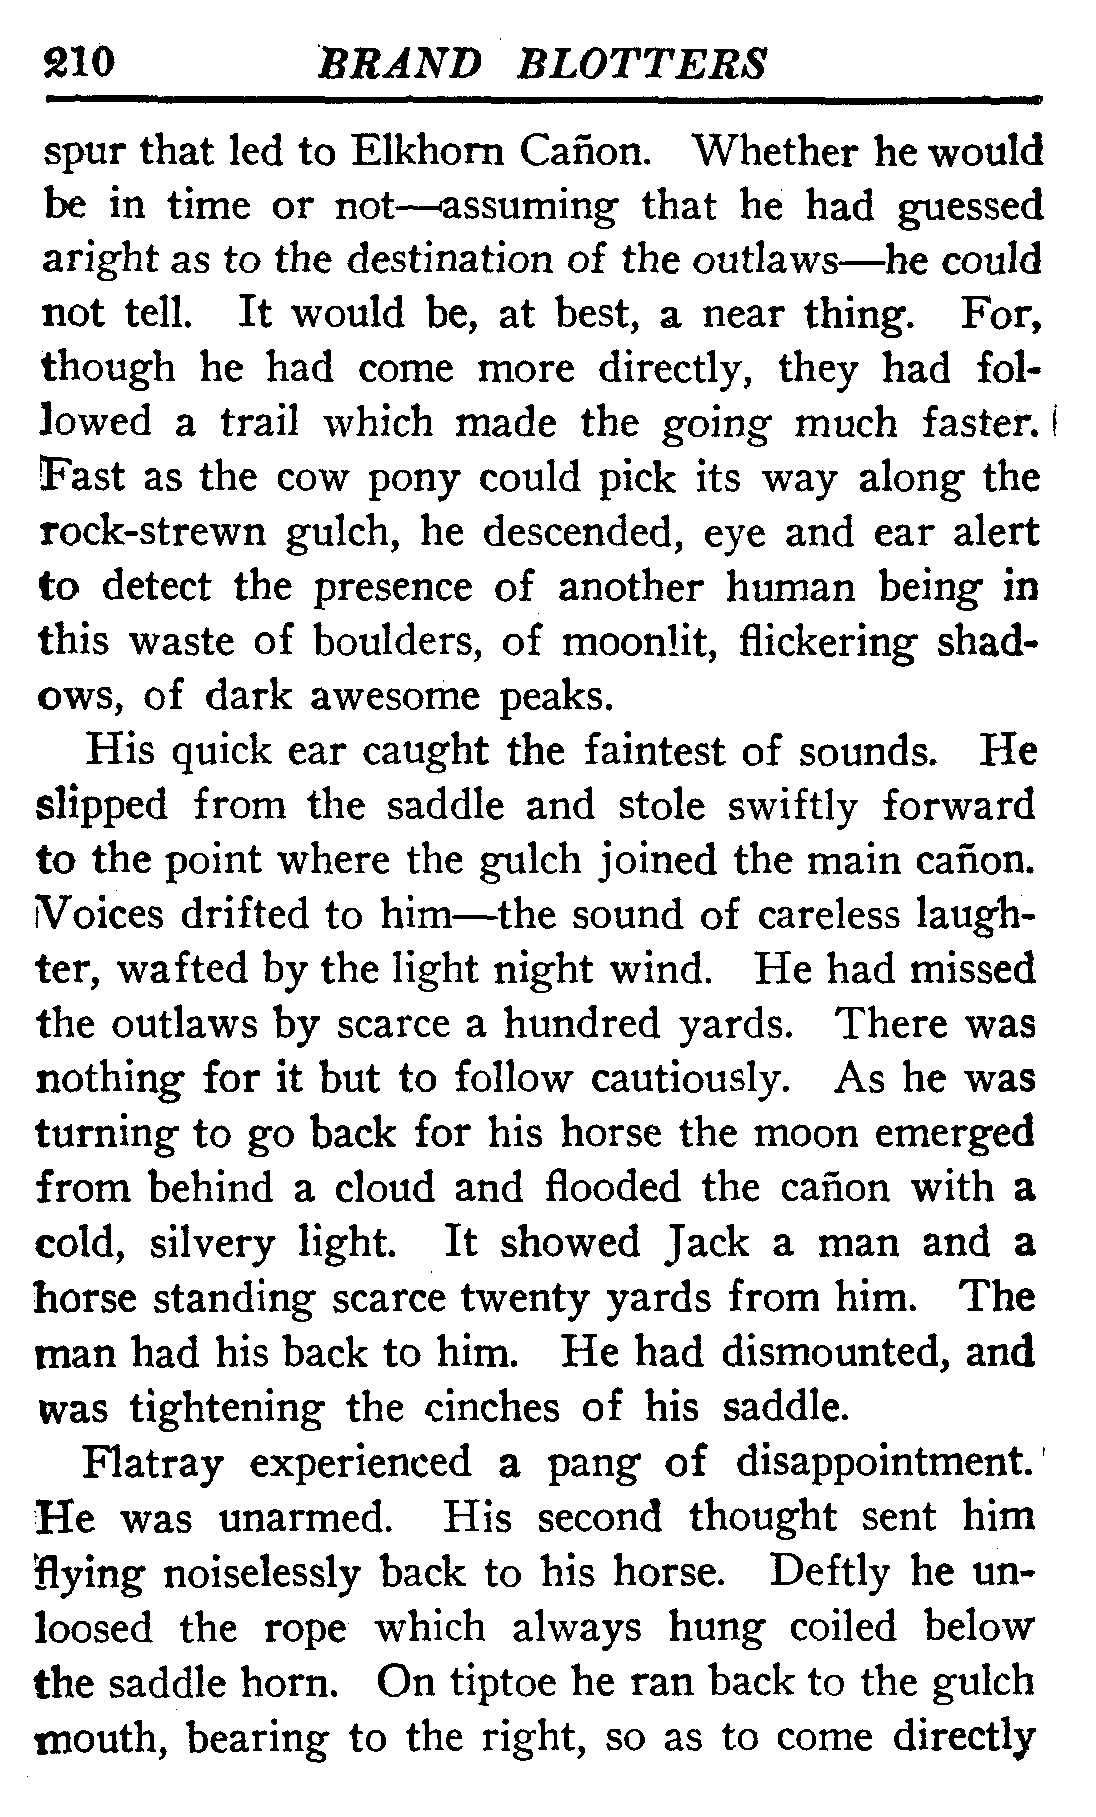 210 BRAND BLOTTERS
spur that led to Elkhorn Cañon. Whether he would
be in time or not—assuming that he had guessed
aright as to the destination of the outlaws—he could
not tell. It would be, at best, a near thing. For,
though he had come more directly, they had fol-
lowed a trail which made the going much faster.
Fast as the cow pony could pick its way along the
rock-strewn gulch, he descended, eye and ear alert
to detect the presence of another human being in
this waste of boulders, of moonlit, flickering shad-
ows, of dark awesome peaks.
His quick ear caught the faintest of sounds. He
slipped from the saddle and stole swiftly forward
to the point where the gulch joined the main cañon.
Voices drifted to him—the sound of careless laugh-
ter, wafted by the light night wind. He had missed
the outlaws by scarce a hundred yards. There was
nothing for it but to follow cautiously. As he was
turning to go back for his horse the moon emerged
from behind a cloud and flooded the cañon with a
cold, silvery light. It showed Jack a man and a
horse standing scarce twenty yards from him. The
man had his back to him. He had dismounted, and
was tightening the cinches of his saddle.
Flatray experienced a pang of disappointment.
He was unarmed. His second thought sent him
flying noiselessly back to his horse. Deftly he un-
loosed the rope which always hung coiled below
the saddle horn. On tiptoe he ran back to the gulch
mouth, bearing to the right, so as to come directly